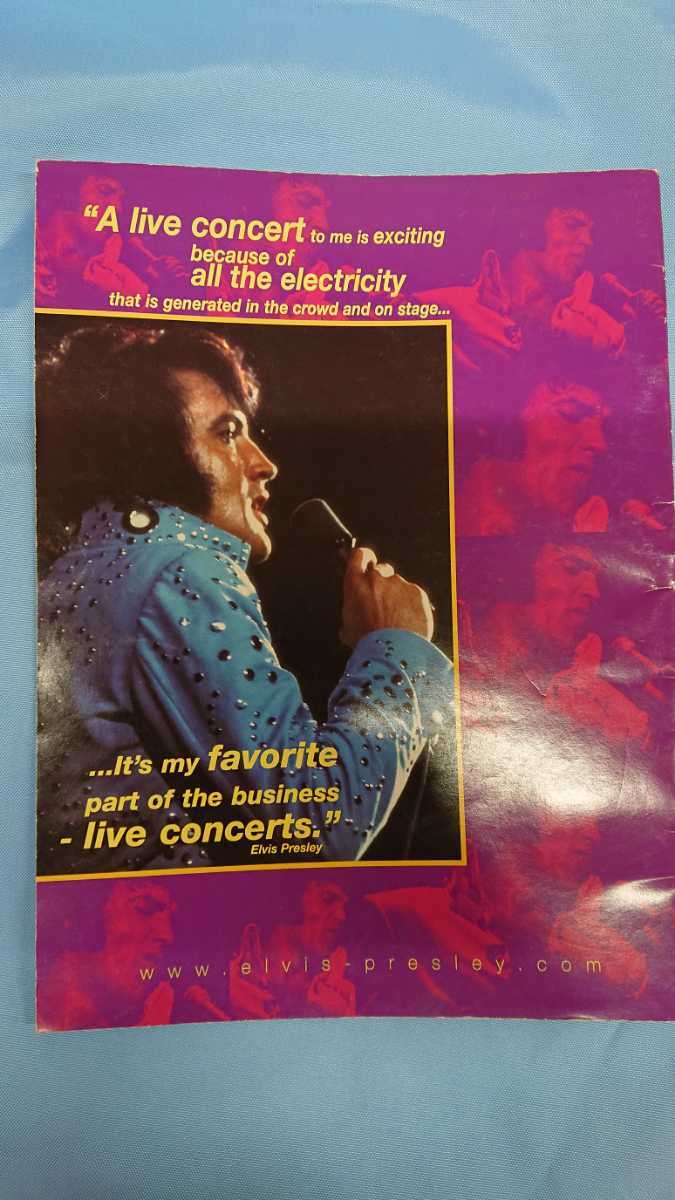 “A live concert to me is exciting
because of
all the electricity
that is generated in the crowd and on stage...
...It's my favorite
part of the business
- live concerts.”
Elvis Presley
www.elvis-presley.com